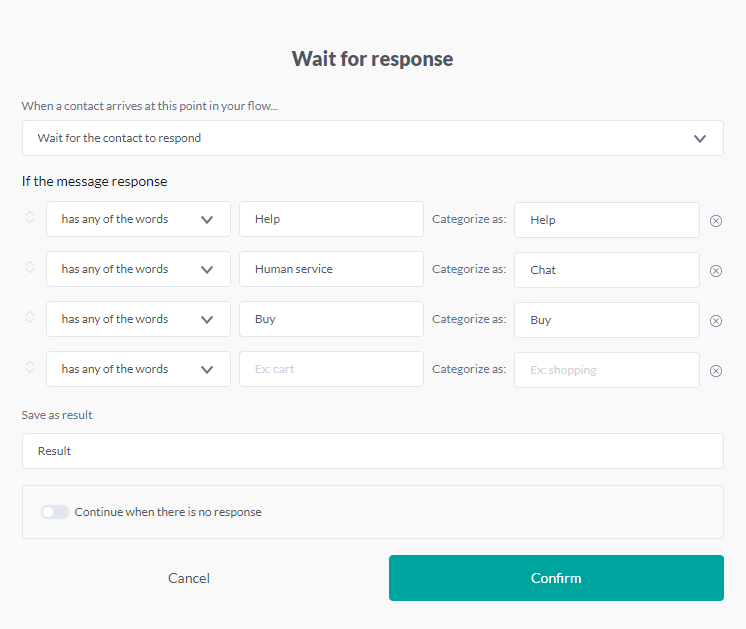 Wait for response
When a contact arrives at this point in your flow...
Wait for the contact to respond
If the message response
has any of the words Help Categorize as: Help
has any of the words Human service Categorize as: Chat
has any of the words Buy Categorize as: Buy
has any of the words Ex: cart Categorize as: Ex: shopping
Save as result
Result
Continue when there is no response
Cancel Confirm